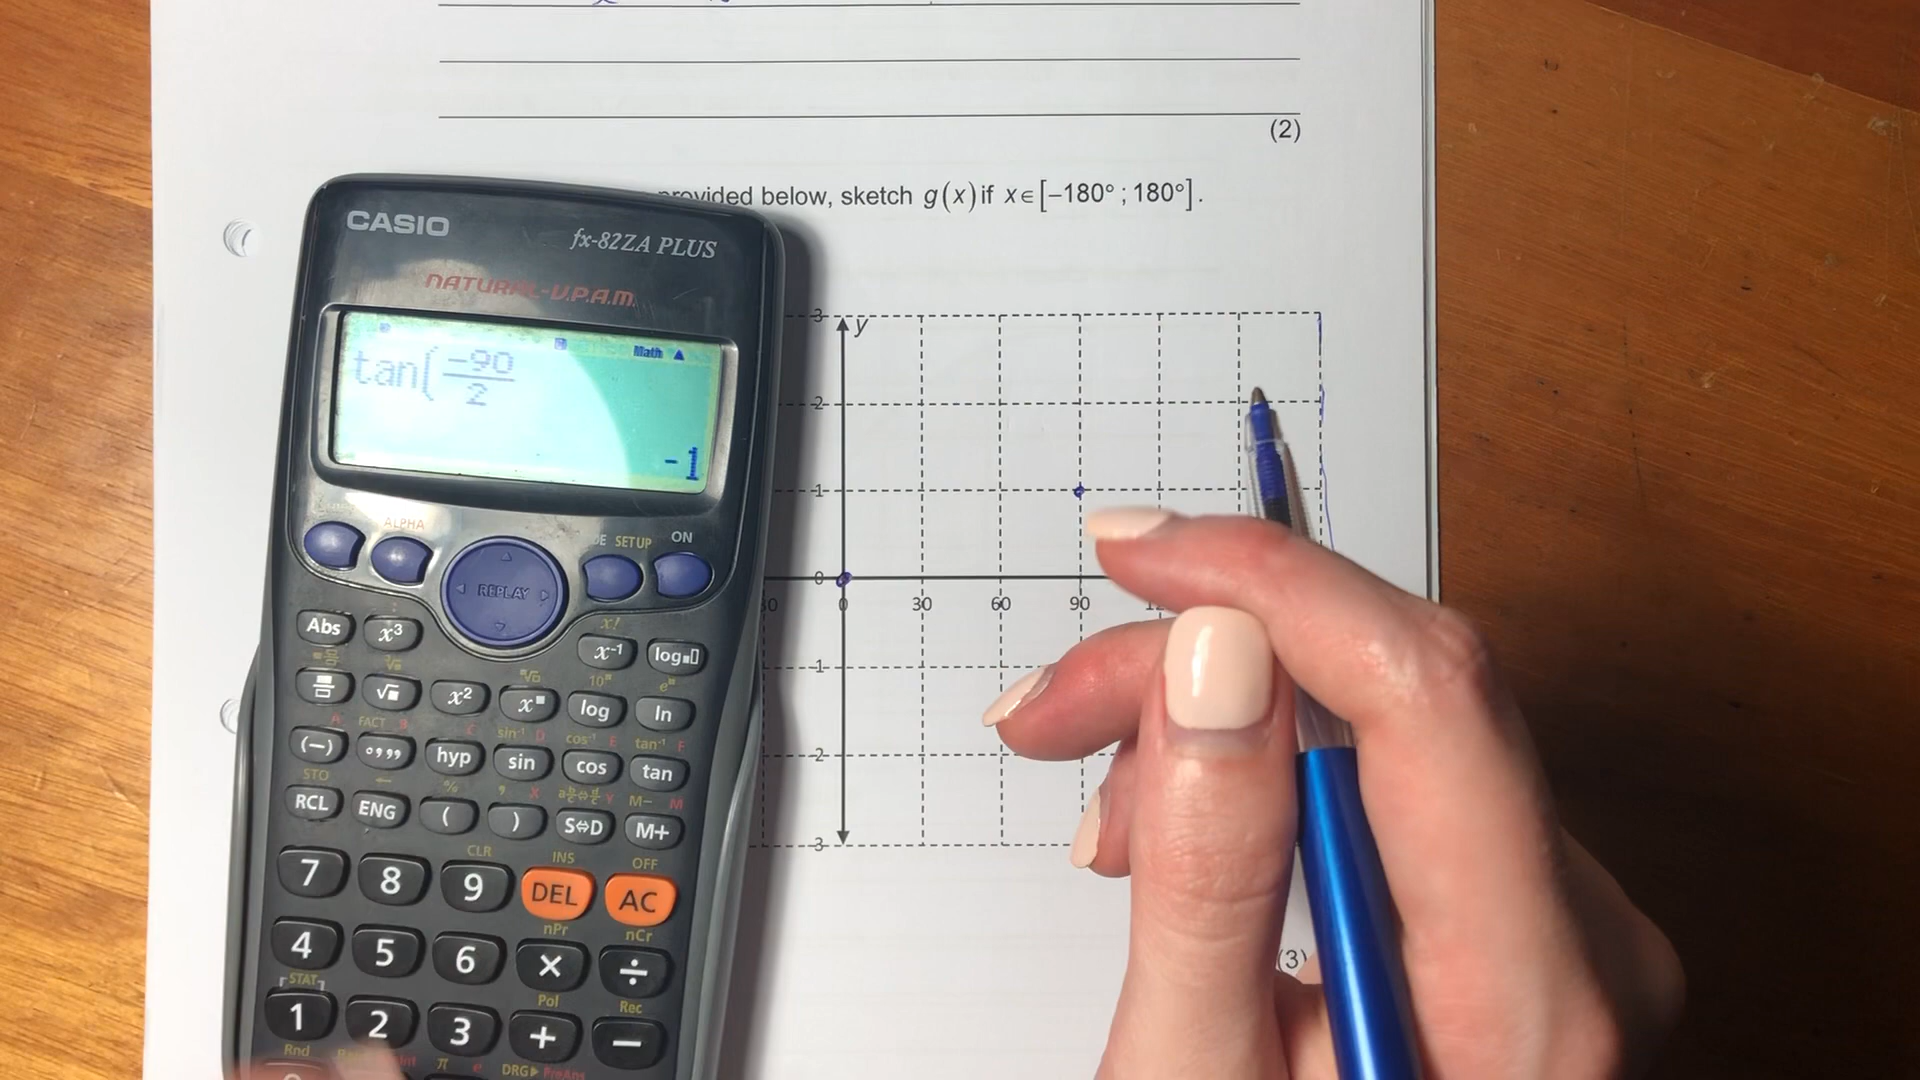 (2)
provided below, sketch g(x) if x∈[−180° ; 180°].
CASIO
fx-82ZA PLUS
NATURAL-V.P.A.M.
Math ▲
tan(-90/2
-1
ALPHA
SETUP ON
REPLAY
x!
Abs x³ x⁻¹ log
10 e
√ x² x log ln
A FACT B C sin⁻¹ D cos⁻¹ E tan⁻¹ F
(−) °,,, hyp sin cos tan
STO ← % , X Y M− M
RCL ENG ( ) S⇔D M+
CLR INS OFF
7 8 9 DEL AC
nPr nCr
4 5 6 × ÷
STAT Pol Rec
1 2 3 + −
Rnd π e DRG▶ PreAns
y
3
2
1
0
-1
-2
-3
0 30 60 90
(3)